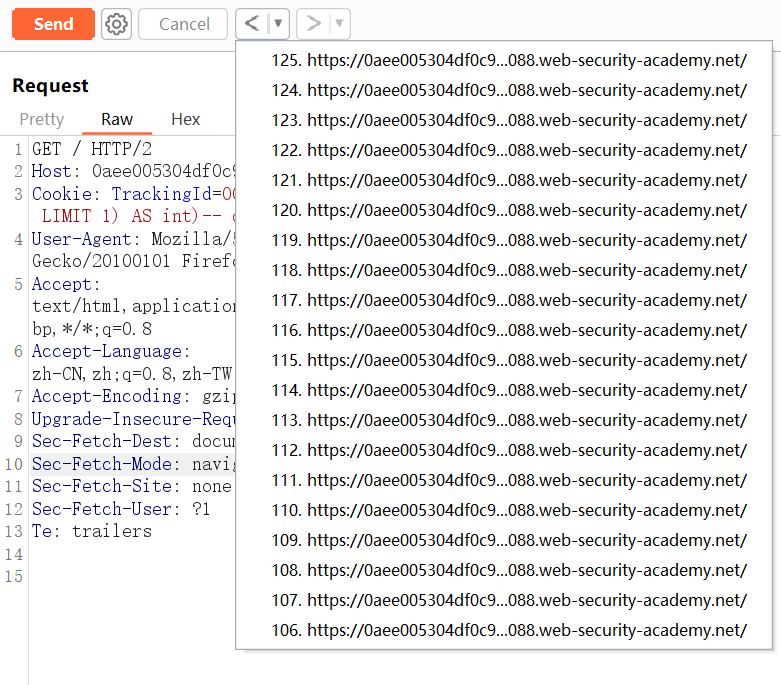 Send
Cancel
Request
Pretty Raw Hex
1 GET / HTTP/2
2 Host: 0aee005304df0c9
3 Cookie: TrackingId=
LIMIT 1) AS int)--
4 User-Agent: Mozilla/
Gecko/20100101 Firefo
5 Accept:
text/html,application
bp,*/*;q=0.8
6 Accept-Language:
zh-CN,zh;q=0.8,zh-TW
7 Accept-Encoding: gzip
8 Upgrade-Insecure-Requ
9 Sec-Fetch-Dest: docum
10 Sec-Fetch-Mode: navig
11 Sec-Fetch-Site: none
12 Sec-Fetch-User: ?1
13 Te: trailers
14
15
125. https://0aee005304df0c9...088.web-security-academy.net/
124. https://0aee005304df0c9...088.web-security-academy.net/
123. https://0aee005304df0c9...088.web-security-academy.net/
122. https://0aee005304df0c9...088.web-security-academy.net/
121. https://0aee005304df0c9...088.web-security-academy.net/
120. https://0aee005304df0c9...088.web-security-academy.net/
119. https://0aee005304df0c9...088.web-security-academy.net/
118. https://0aee005304df0c9...088.web-security-academy.net/
117. https://0aee005304df0c9...088.web-security-academy.net/
116. https://0aee005304df0c9...088.web-security-academy.net/
115. https://0aee005304df0c9...088.web-security-academy.net/
114. https://0aee005304df0c9...088.web-security-academy.net/
113. https://0aee005304df0c9...088.web-security-academy.net/
112. https://0aee005304df0c9...088.web-security-academy.net/
111. https://0aee005304df0c9...088.web-security-academy.net/
110. https://0aee005304df0c9...088.web-security-academy.net/
109. https://0aee005304df0c9...088.web-security-academy.net/
108. https://0aee005304df0c9...088.web-security-academy.net/
107. https://0aee005304df0c9...088.web-security-academy.net/
106. https://0aee005304df0c9...088.web-security-academy.net/